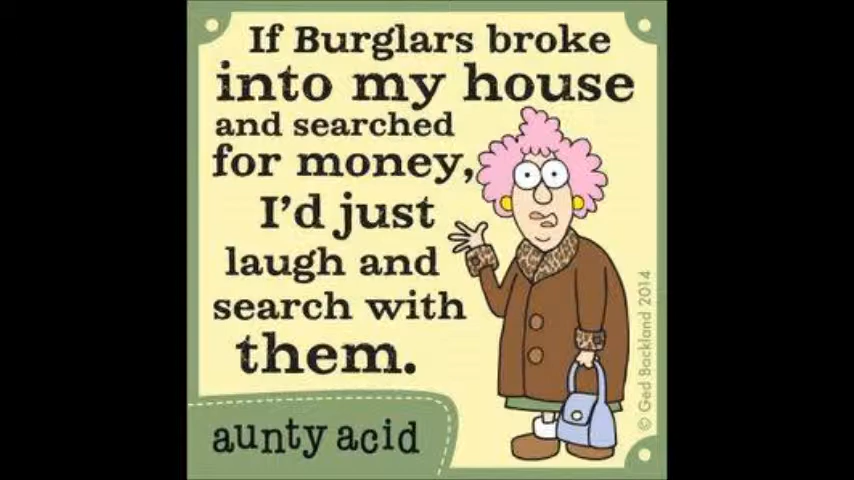 If Burglars broke
into my house
and searched
for money,
I'd just
laugh and
search with
them.
aunty acid
© Ged Backland 2014